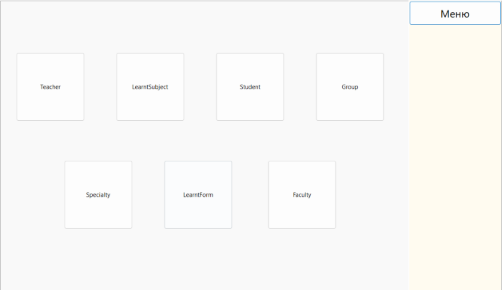 Меню
Teacher
LearntSubject
Student
Group
Specialty
LearntForm
Faculty